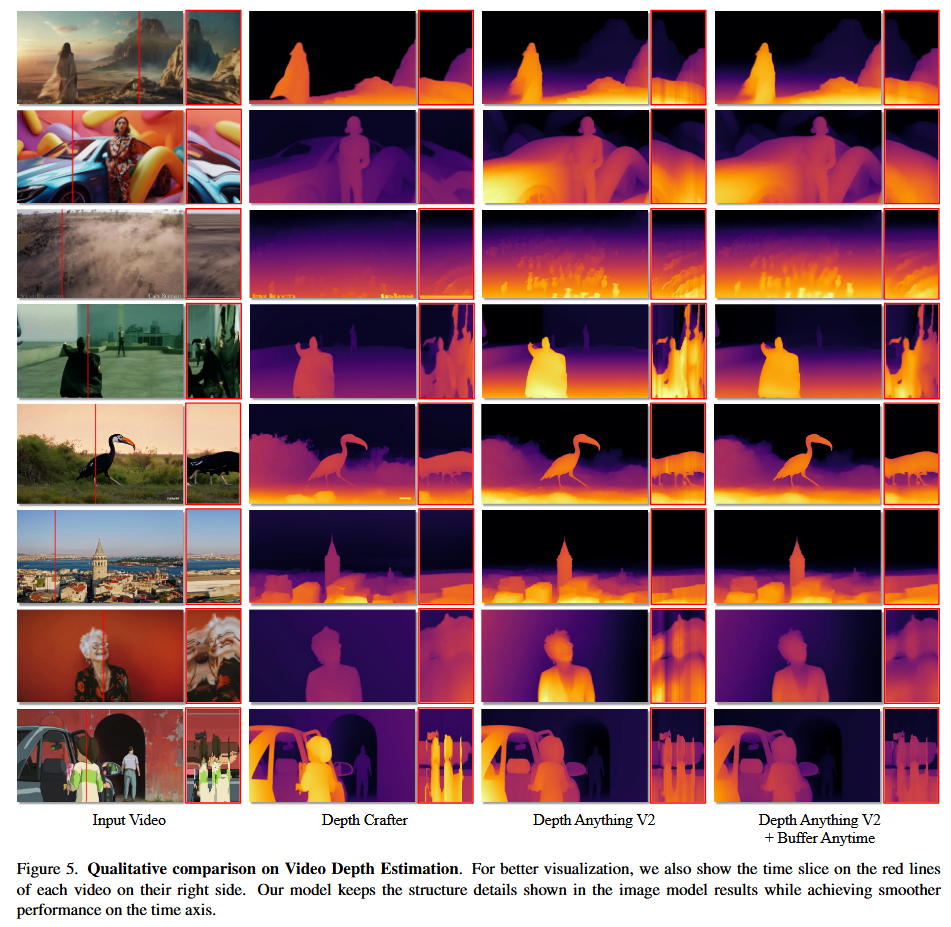 Input Video
Depth Crafter
Depth Anything V2
Depth Anything V2
+ Buffer Anytime
Figure 5. Qualitative comparison on Video Depth Estimation. For better visualization, we also show the time slice on the red lines
of each video on their right side. Our model keeps the structure details shown in the image model results while achieving smoother
performance on the time axis.